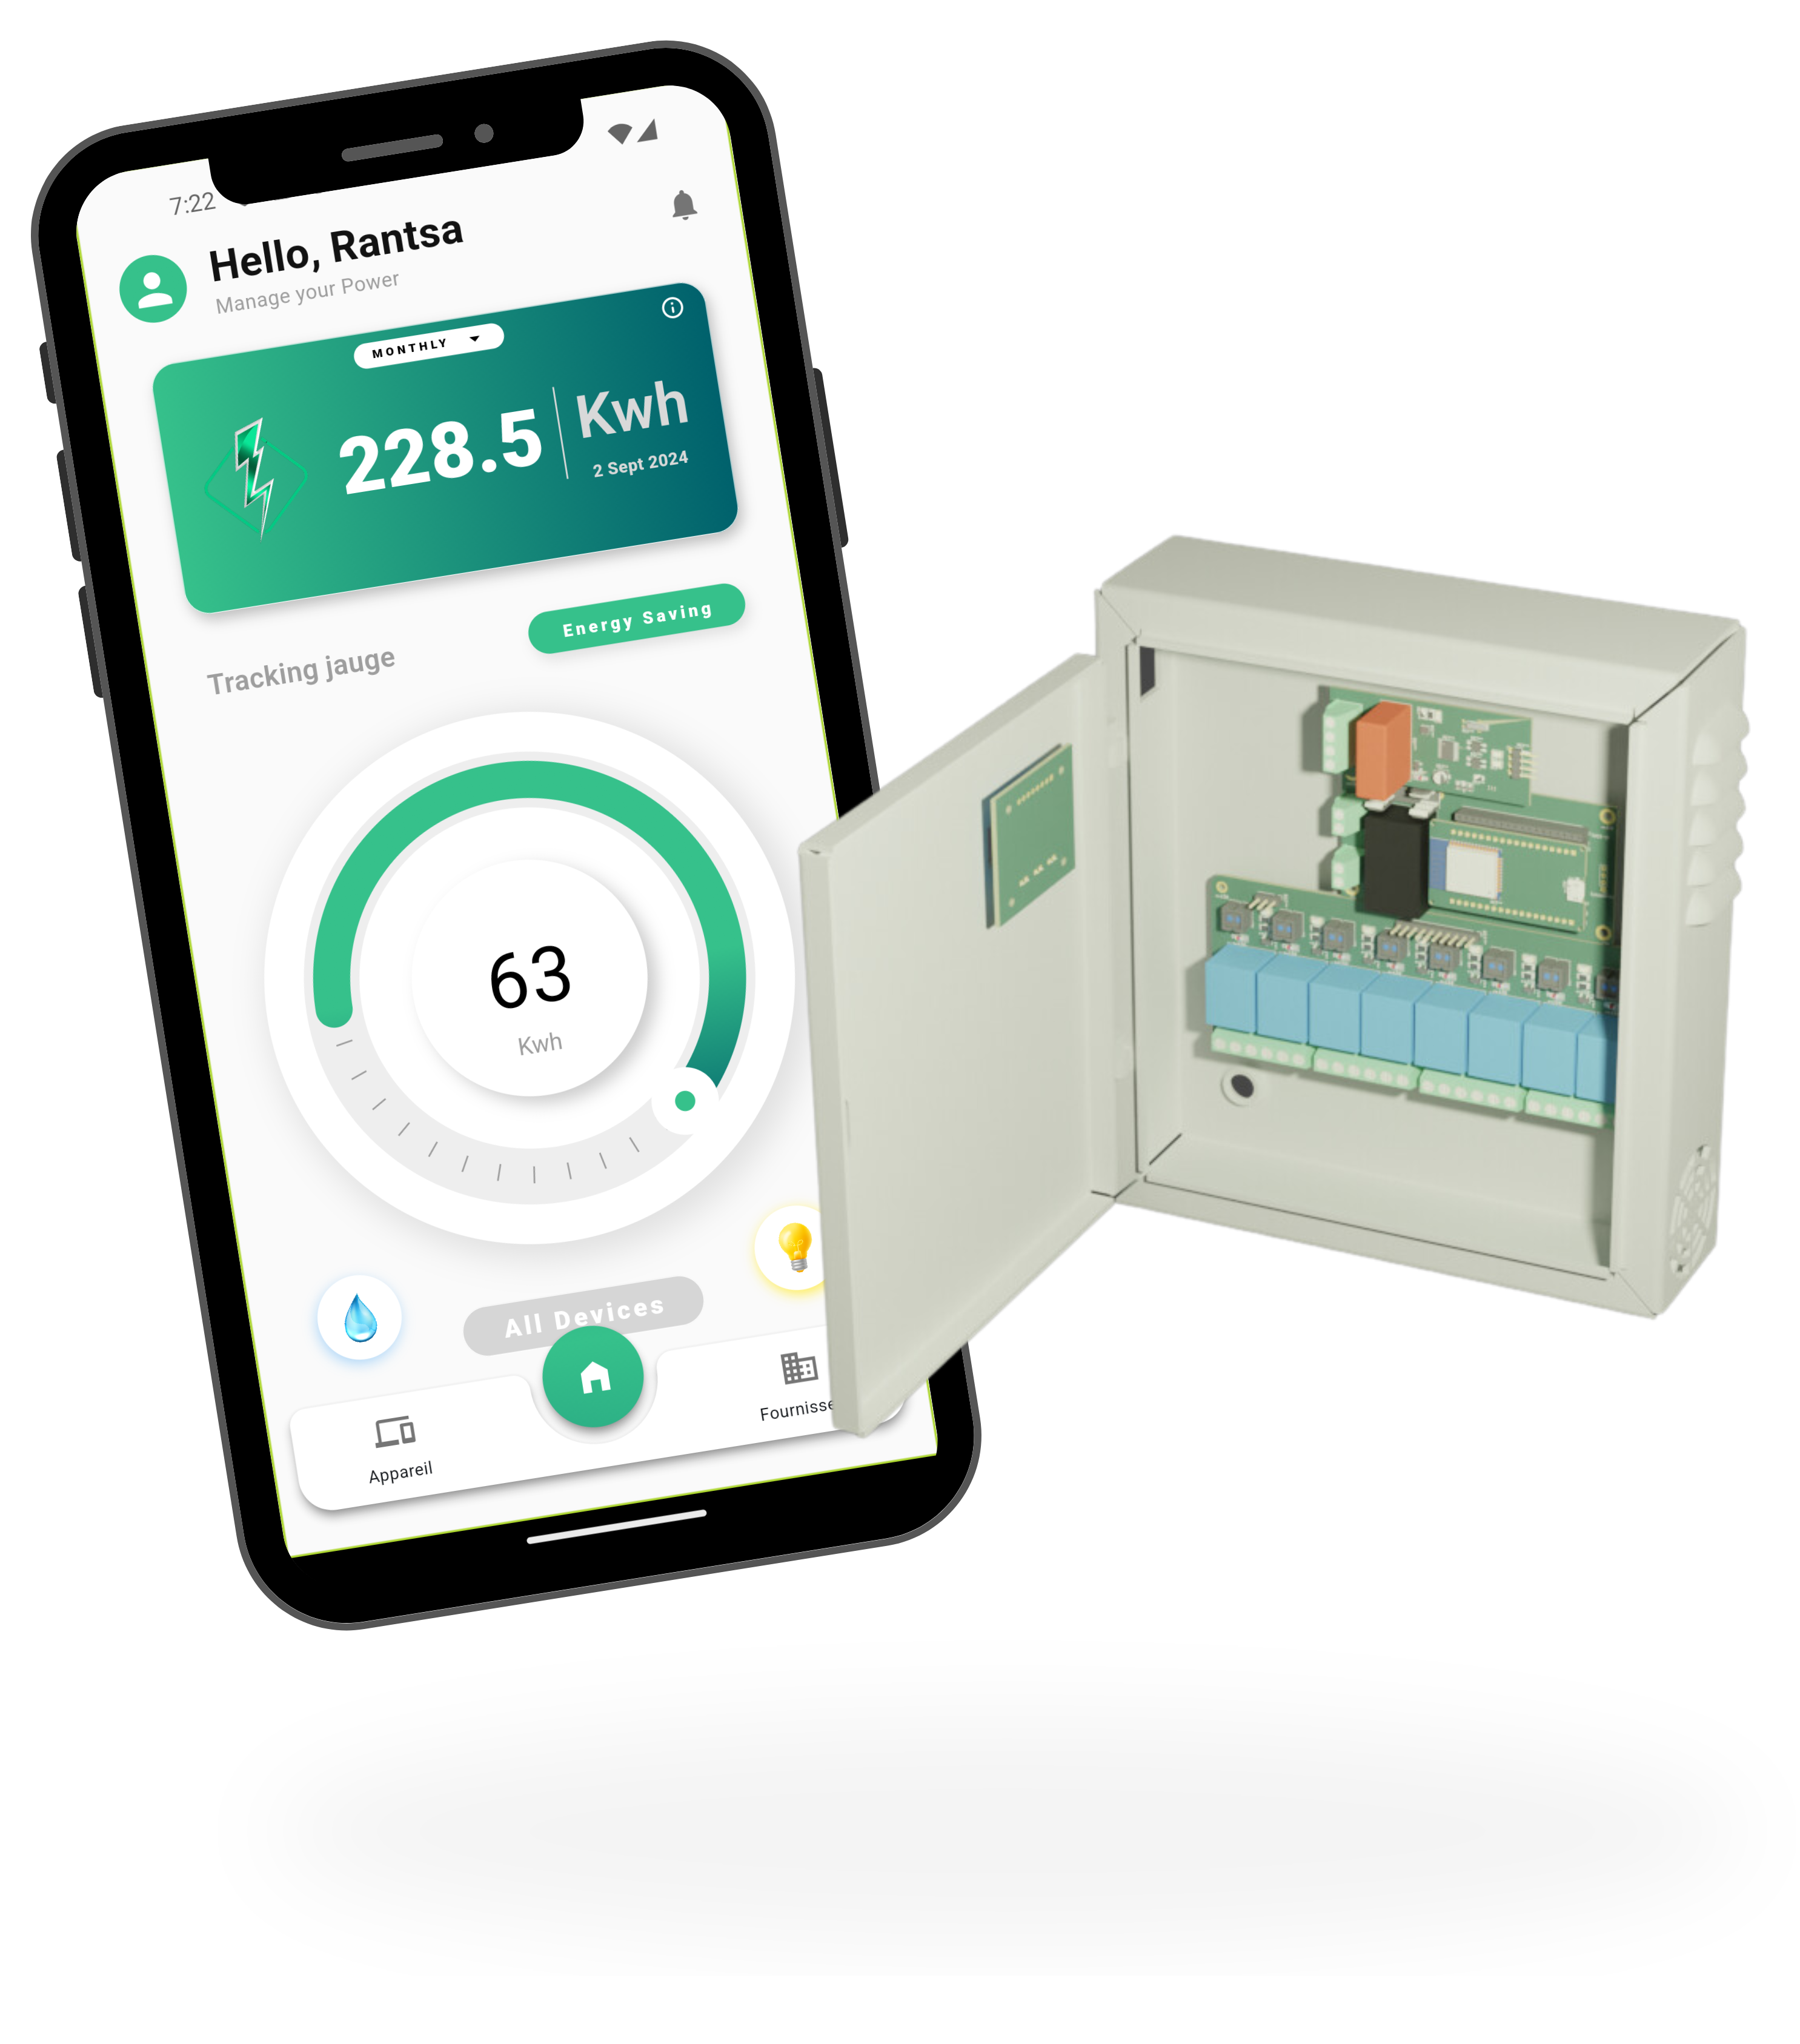 7:22
Hello, Rantsa
Manage your Power
MONTHLY
228.5
Kwh
2 Sept 2024
Energy Saving
Tracking jauge
63
Kwh
All Devices
Appareil
Fournisse